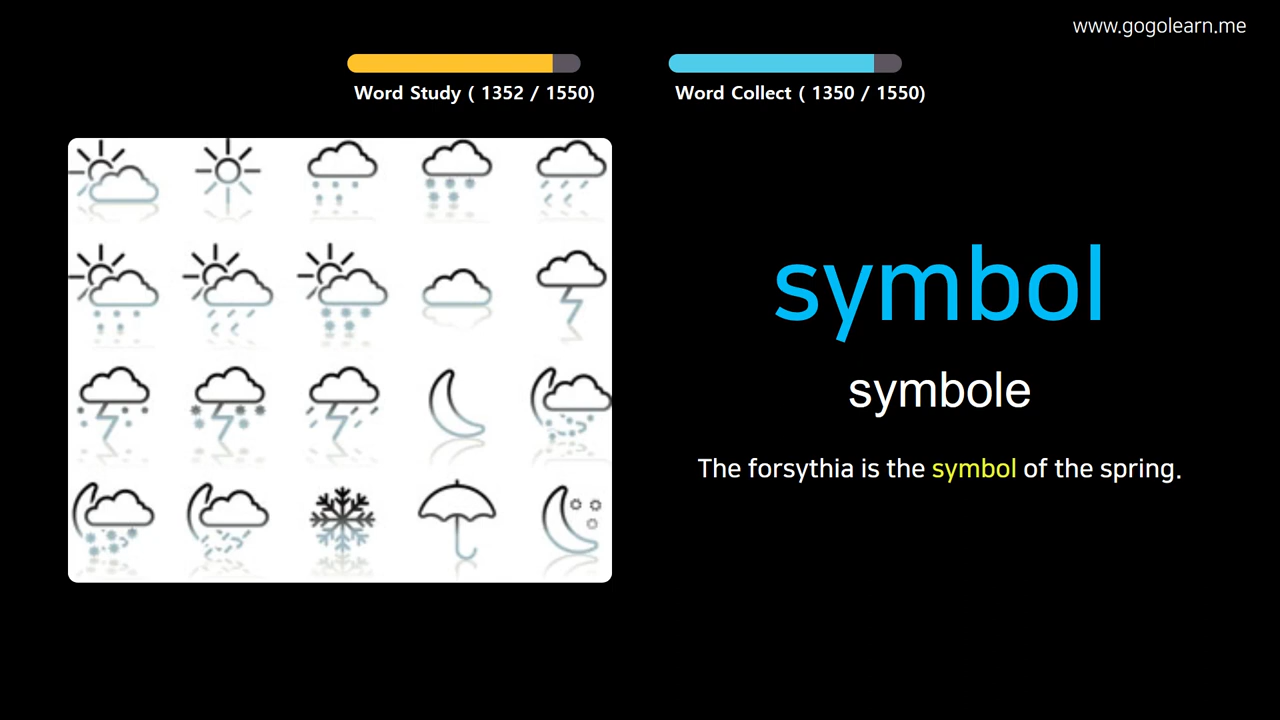 www.gogolearn.me
Word Study ( 1352 / 1550)
Word Collect ( 1350 / 1550)
symbol
symbole
The forsythia is the symbol of the spring.